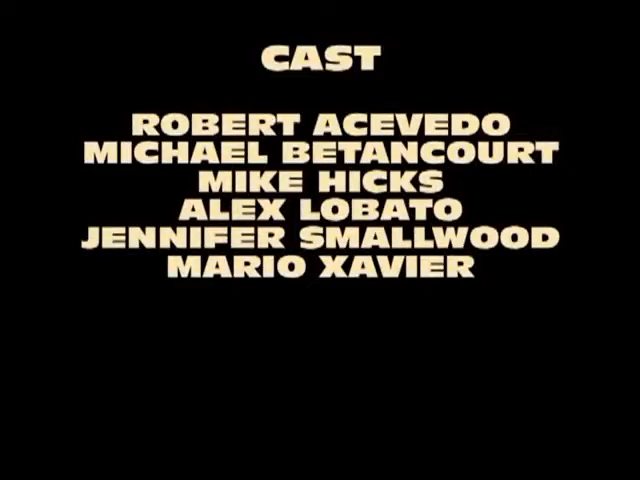 CAST
ROBERT ACEVEDO
MICHAEL BETANCOURT
MIKE HICKS
ALEX LOBATO
JENNIFER SMALLWOOD
MARIO XAVIER